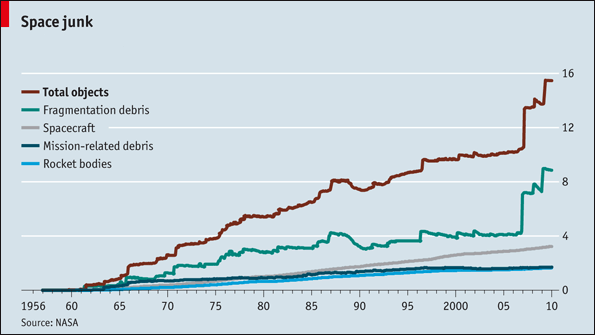 Space junk
16
Total objects
Fragmentation debris
Spacecraft
Mission-related debris
Rocket bodies
12
8
4
0
1956 60 65 70 75 80 85 90 95 2000 05 10
Source: NASA